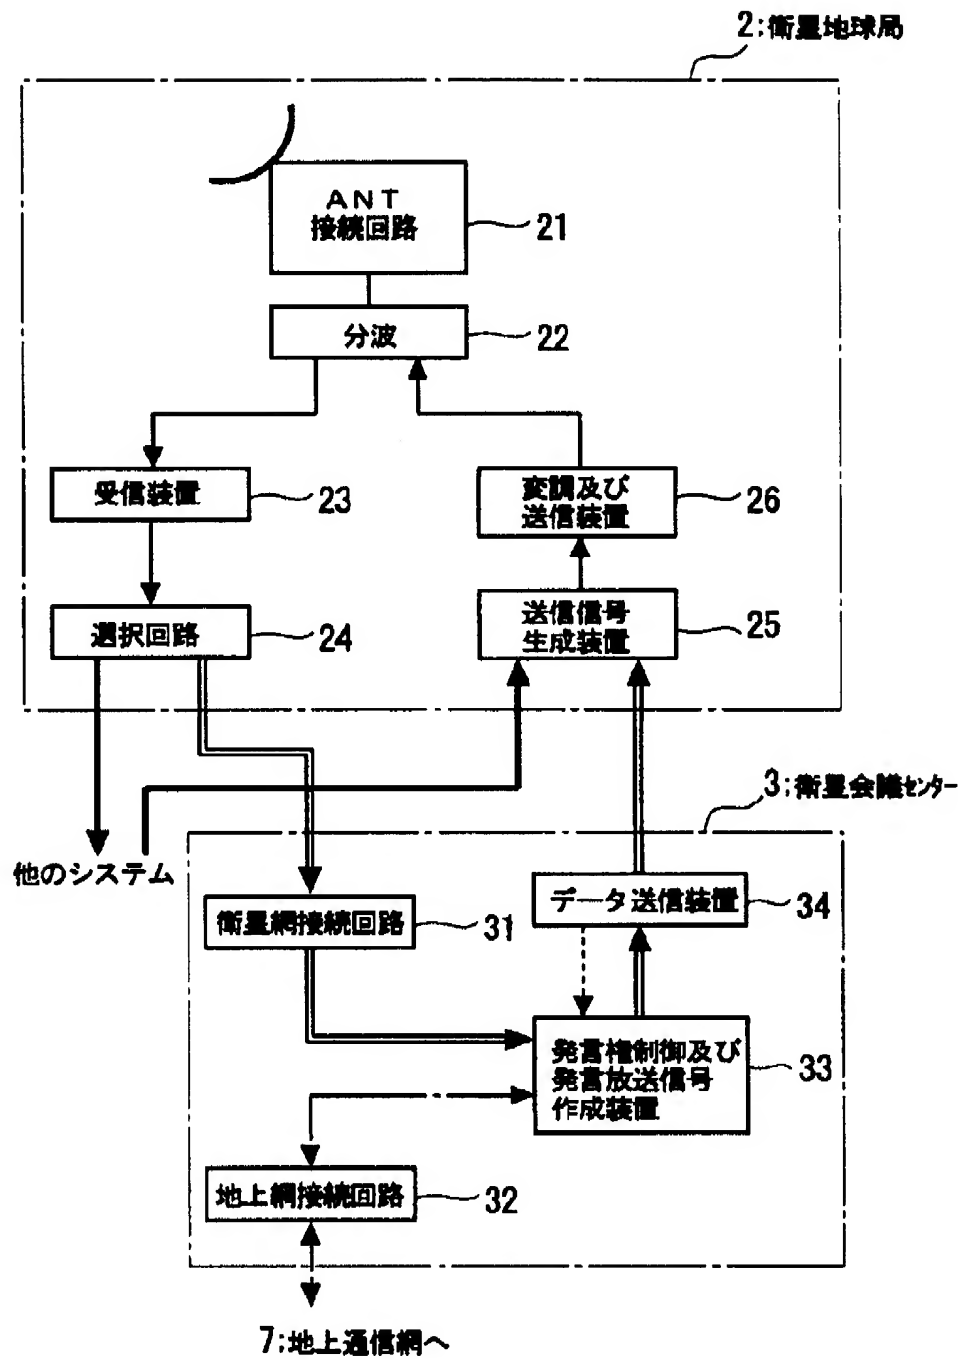 2;衛星地球局
ANT
接続回路
21
分波
22
受信装置
23
変調及び
送信装置
26
選択回路
24
送信信号
生成装置
25
3;衛星会議センター
他のシステム
衛星網接続回路
31
データ送信装置
34
発言権制御及び
発言放送信号
作成装置
33
地上網接続回路
32
7;地上通信網へ